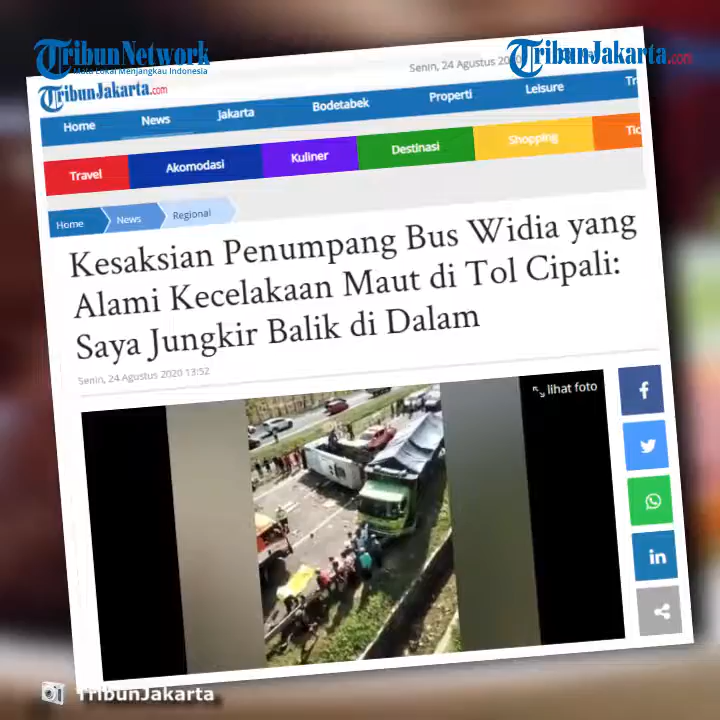 TribunNetwork
Mata Lokal Menjangkau Indonesia
TribunJakarta.com
Senin, 24 Agustus
TribunJakarta.com
Home News Jakarta Bodetabek Properti Leisure
Travel Akomodasi Kuliner Destinasi Shopping
Home News Regional
Kesaksian Penumpang Bus Widia yang
Alami Kecelakaan Maut di Tol Cipali:
Saya Jungkir Balik di Dalam
Senin, 24 Agustus 2020 13:52
lihat foto
f
in
TribunJakarta